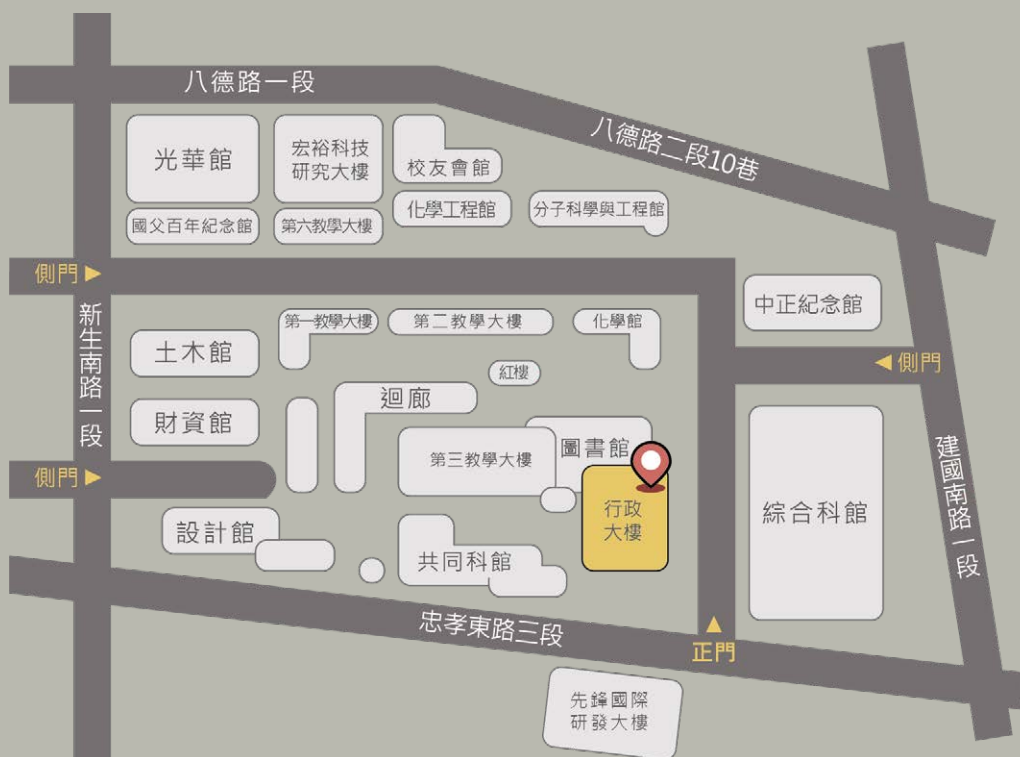 八德路一段
八德路二段10巷
光華館
宏裕科技
研究大樓
校友會館
國父百年紀念館
第六教學大樓
化學工程館
分子科學與工程館
側門
新生南路一段
中正紀念館
第一教學大樓
第二教學大樓
化學館
土木館
紅樓
側門
迴廊
財資館
圖書館
第三教學大樓
側門
行政
大樓
綜合科館
建國南路一段
設計館
共同科館
忠孝東路三段
正門
先鋒國際
研發大樓